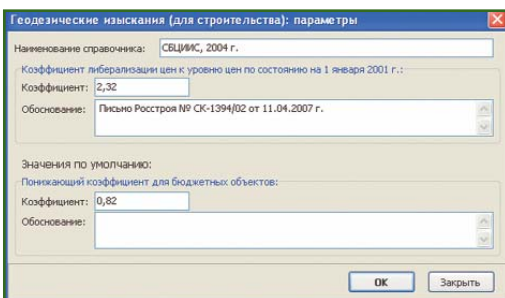 Геодезические изыскания (для строительства): параметры
Наименование справочника: СБЦИИС, 2004 г.
Коэффициент либерализации цен к уровню цен по состоянию на 1 января 2001 г.:
Коэффициент: 2,32
Обоснование: Письмо Росстроя № СК-1394/02 от 11.04.2007 г.
Значения по умолчанию:
Понижающий коэффициент для бюджетных объектов:
Коэффициент: 0,82
Обоснование:
ОК Закрыть